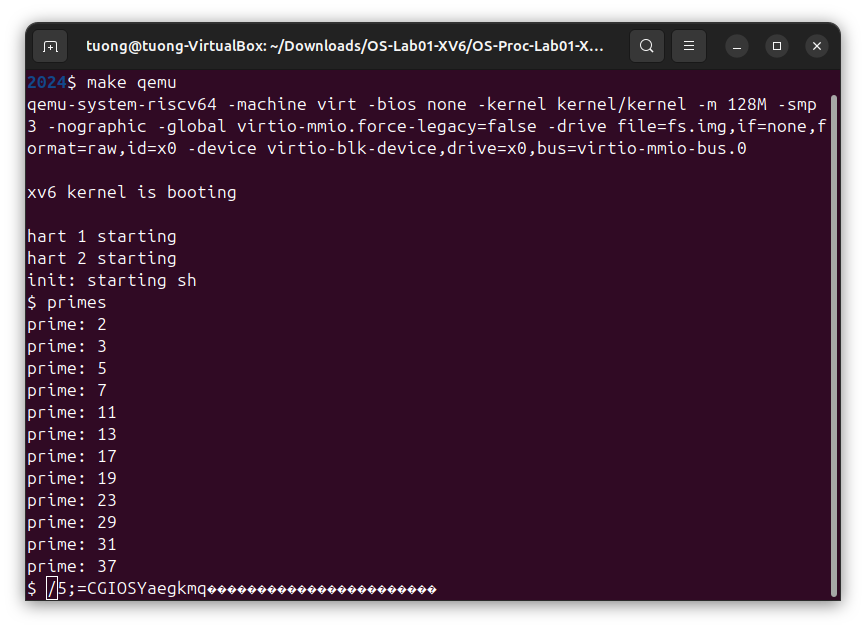 tuong@tuong-VirtualBox: ~/Downloads/OS-Lab01-XV6/OS-Proc-Lab01-X...
2024$ make qemu
qemu-system-riscv64 -machine virt -bios none -kernel kernel/kernel -m 128M -smp
3 -nographic -global virtio-mmio.force-legacy=false -drive file=fs.img,if=none,f
ormat=raw,id=x0 -device virtio-blk-device,drive=x0,bus=virtio-mmio-bus.0
xv6 kernel is booting
hart 1 starting
hart 2 starting
init: starting sh
$ primes
prime: 2
prime: 3
prime: 5
prime: 7
prime: 11
prime: 13
prime: 17
prime: 19
prime: 23
prime: 29
prime: 31
prime: 37
$ /5;=CGIOSYaegkmq�����������������������